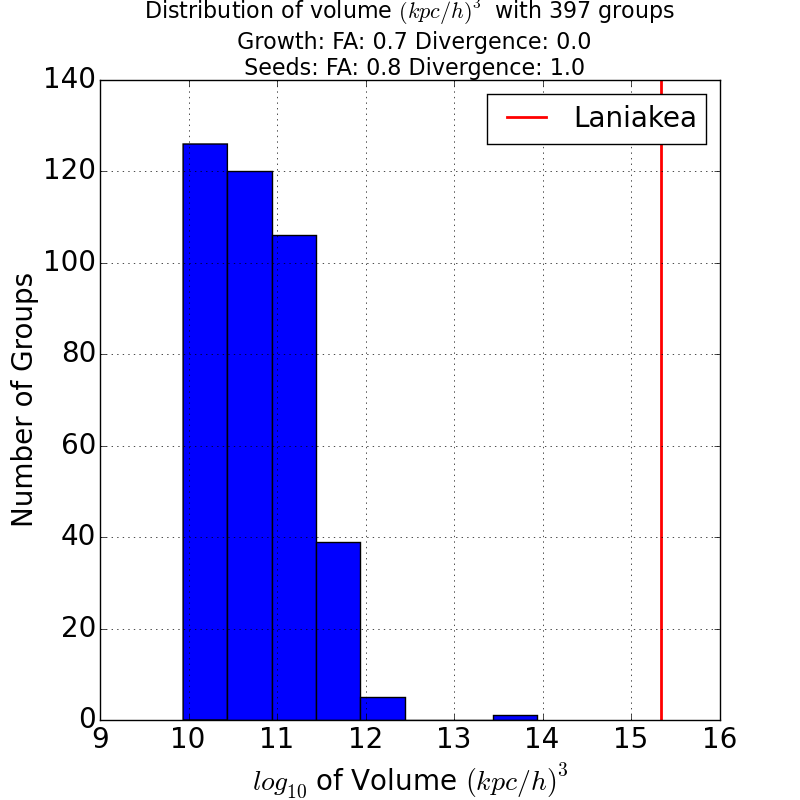 Distribution of volume (kpc/h)³ with 397 groups
Growth: FA: 0.7 Divergence: 0.0
Seeds: FA: 0.8 Divergence: 1.0
Laniakea
Number of Groups
140
120
100
80
60
40
20
0
9 10 11 12 13 14 15 16
log₁₀ of Volume (kpc/h)³